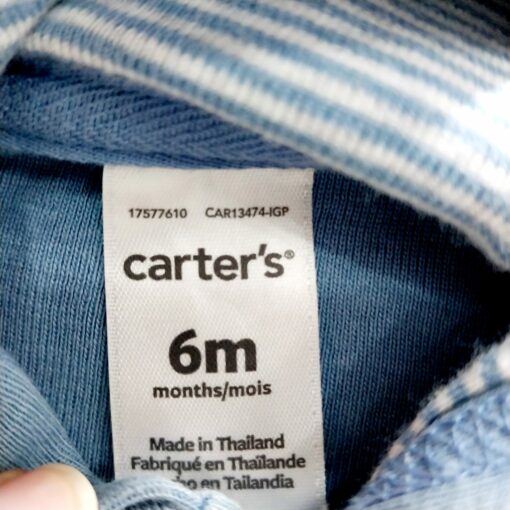 17577610 CAR13474-IGP
carter's®
6m
months/mois
Made in Thailand
Fabriqué en Thaïlande
en Tailandia